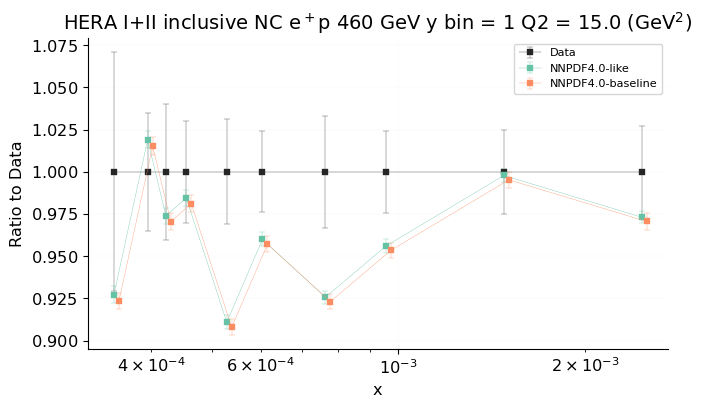 HERA I+II inclusive NC e⁺p 460 GeV y bin = 1 Q2 = 15.0 (GeV²)
Data
NNPDF4.0-like
NNPDF4.0-baseline
Ratio to Data
1.075
1.050
1.025
1.000
0.975
0.950
0.925
0.900
4 × 10⁻⁴
6 × 10⁻⁴
10⁻³
2 × 10⁻³
x